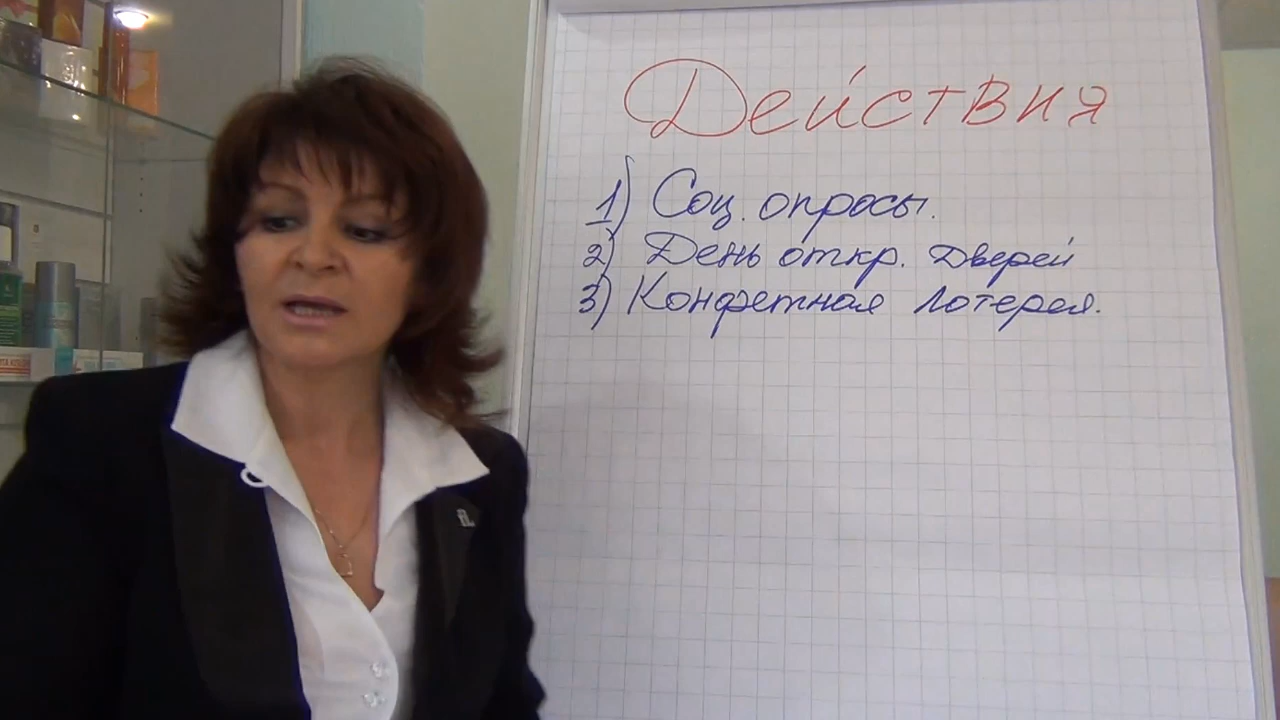 Действия
1) Соц. опросы.
2) День откр. Дверей
3) Конфетная Лотерея.